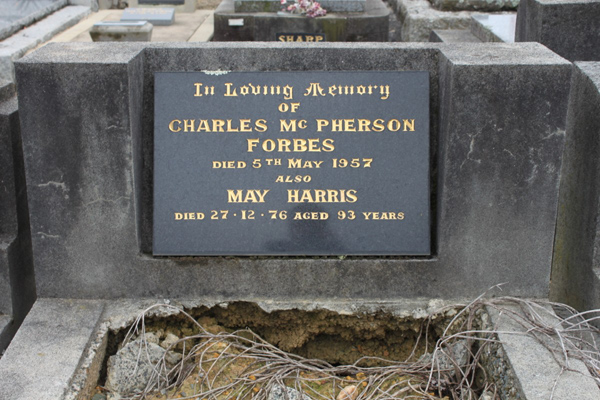 SHARP
In Loving Memory
OF
CHARLES Mc PHERSON
FORBES
DIED 5TH MAY 1957
ALSO
MAY HARRIS
DIED 27·12·76 AGED 93 YEARS